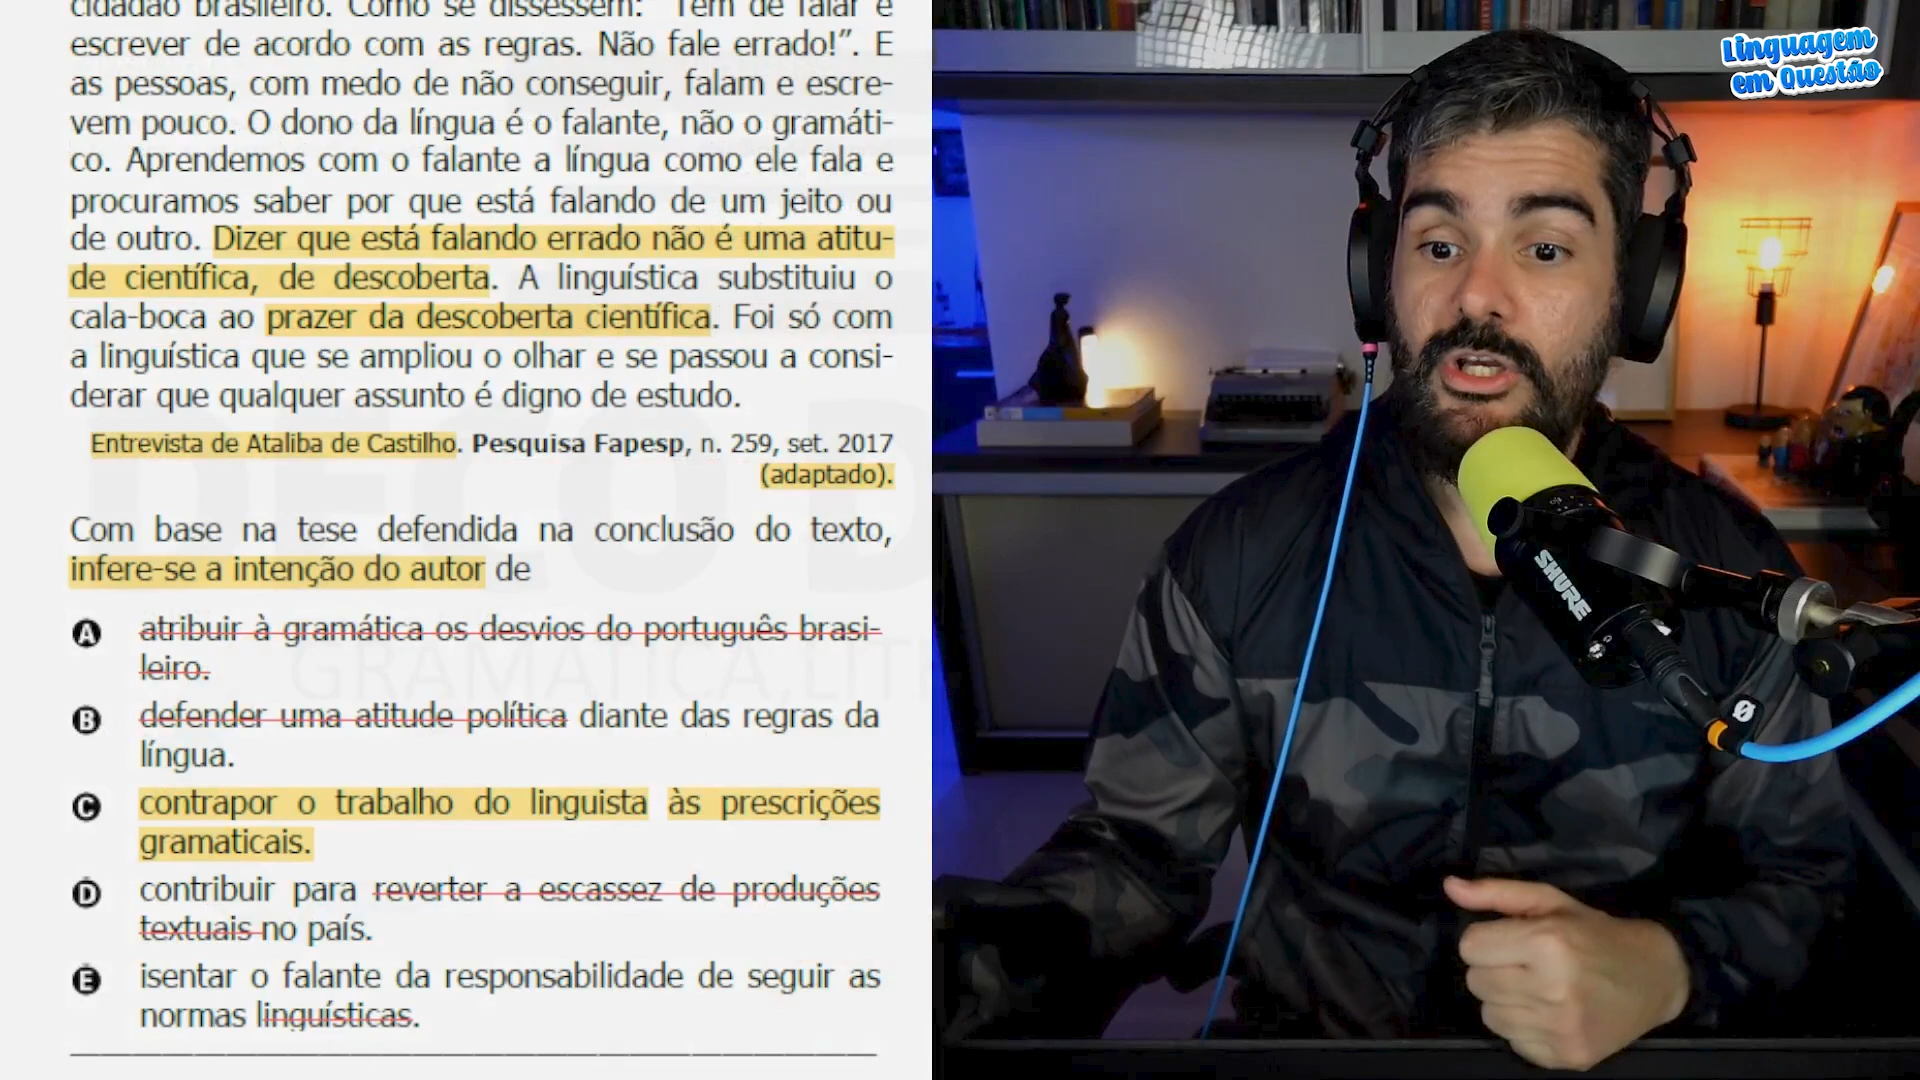 cidadão brasileiro. Como se dissessem: "Tem de falar e
escrever de acordo com as regras. Não fale errado!”. E
as pessoas, com medo de não conseguir, falam e escre-
vem pouco. O dono da língua é o falante, não o gramáti-
co. Aprendemos com o falante a língua como ele fala e
procuramos saber por que está falando de um jeito ou
de outro. Dizer que está falando errado não é uma atitu-
de científica, de descoberta. A linguística substituiu o
cala-boca ao prazer da descoberta científica. Foi só com
a linguística que se ampliou o olhar e se passou a consi-
derar que qualquer assunto é digno de estudo.
Entrevista de Ataliba de Castilho. Pesquisa Fapesp, n. 259, set. 2017
(adaptado).
Com base na tese defendida na conclusão do texto,
infere-se a intenção do autor de
A atribuir à gramática os desvios do português brasi-
leiro.
B defender uma atitude política diante das regras da
língua.
C contrapor o trabalho do linguista às prescrições
gramaticais.
D contribuir para reverter a escassez de produções
textuais no país.
E isentar o falante da responsabilidade de seguir as
normas linguísticas.
GRAMÁTICA, LITE
Linguagem
em Questão
SHURE